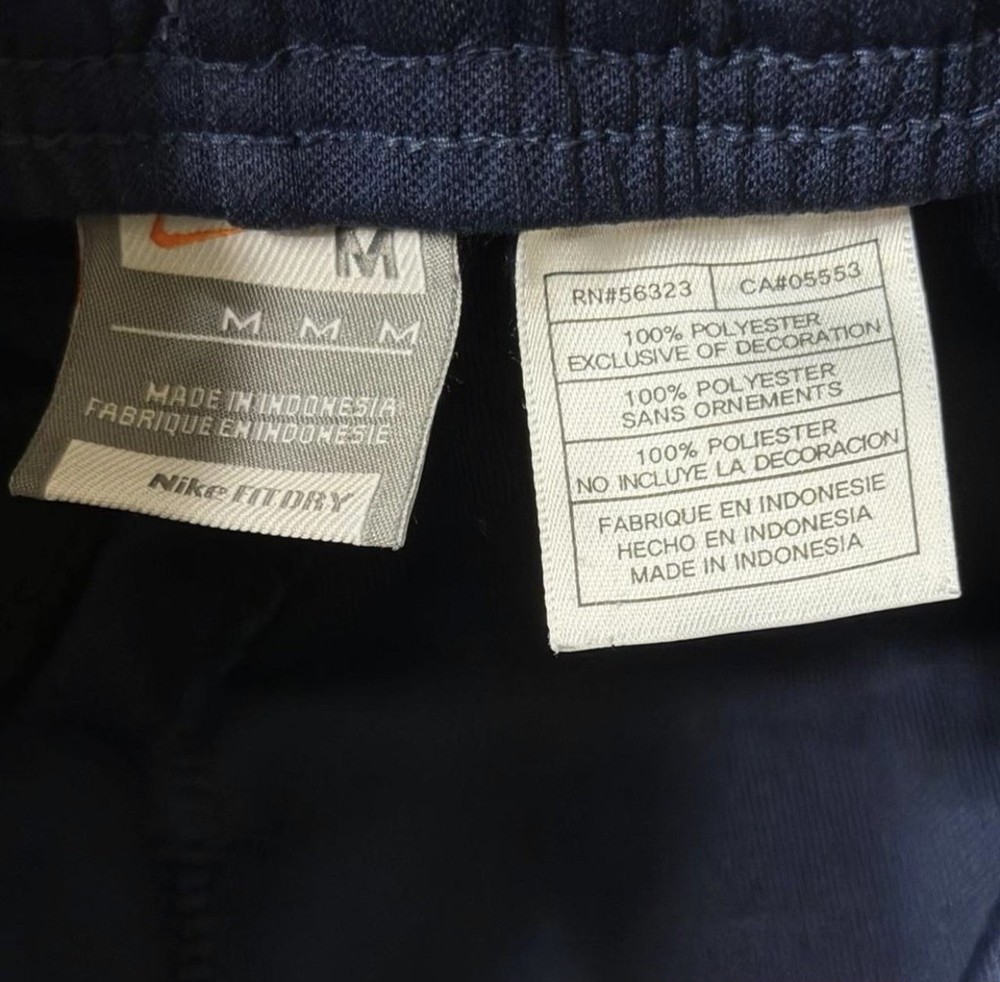 M
M M M
MADE IN INDONESIA
FABRIQUE EN INDONESIE
Nike FIT DRY
RN#56323 CA#05553
100% POLYESTER
EXCLUSIVE OF DECORATION
100% POLYESTER
SANS ORNEMENTS
100% POLIESTER
NO INCLUYE LA DECORACION
FABRIQUE EN INDONESIE
HECHO EN INDONESIA
MADE IN INDONESIA